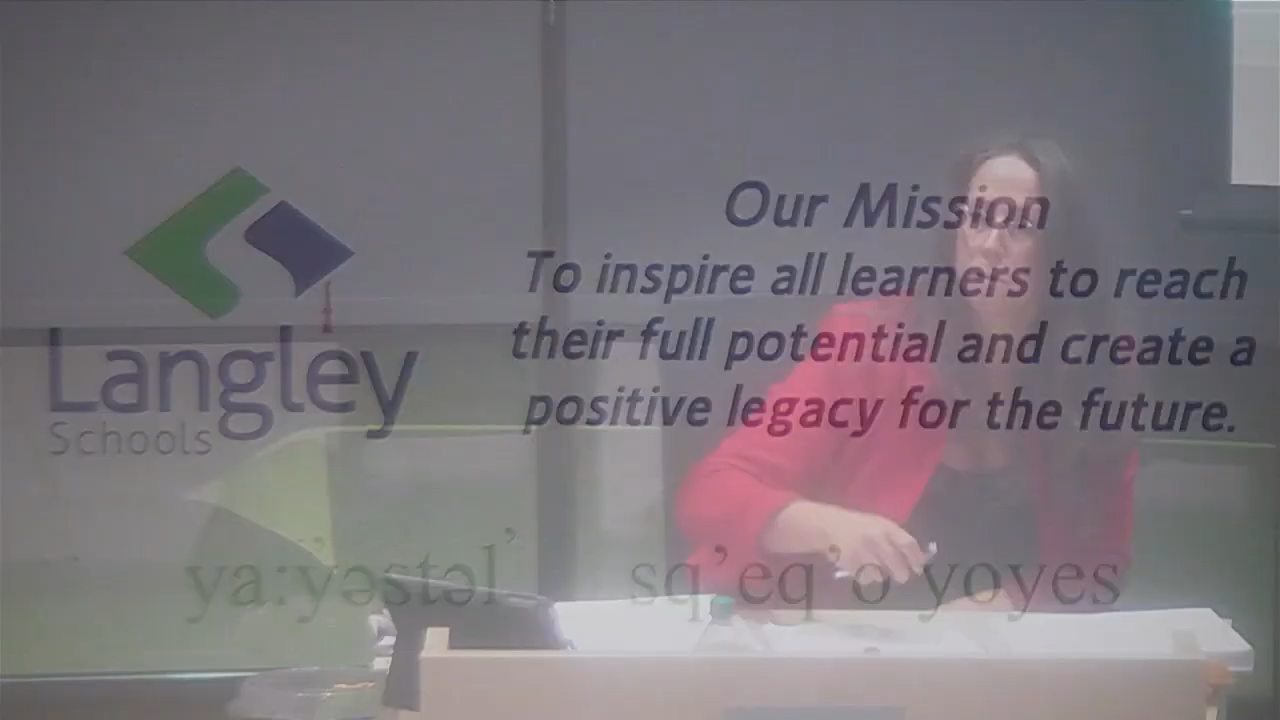 Langley
Schools
Our Mission
To inspire all learners to reach
their full potential and create a
positive legacy for the future.
ya:y̓əstəl̓ sq’eq’o yoyes